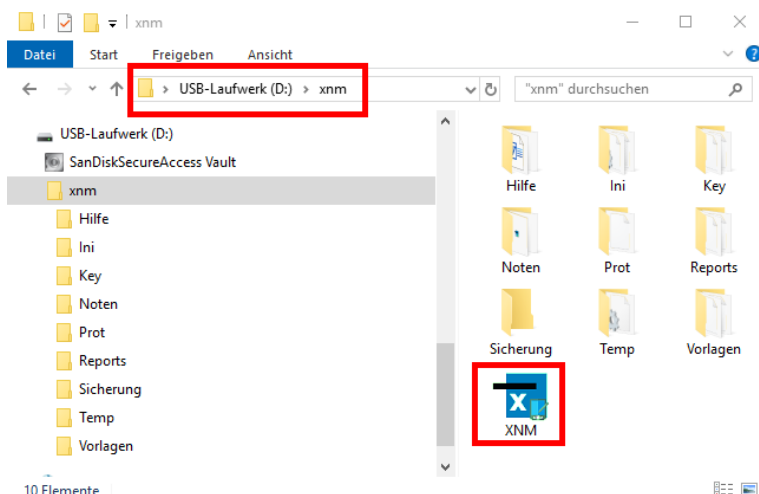 xnm
Datei Start Freigeben Ansicht
USB-Laufwerk (D:) > xnm "xnm" durchsuchen
USB-Laufwerk (D:)
SanDiskSecureAccess Vault
xnm
Hilfe
Ini
Key
Noten
Prot
Reports
Sicherung
Temp
Vorlagen
Hilfe Ini Key
Noten Prot Reports
Sicherung Temp Vorlagen
X
XNM
10 Elemente